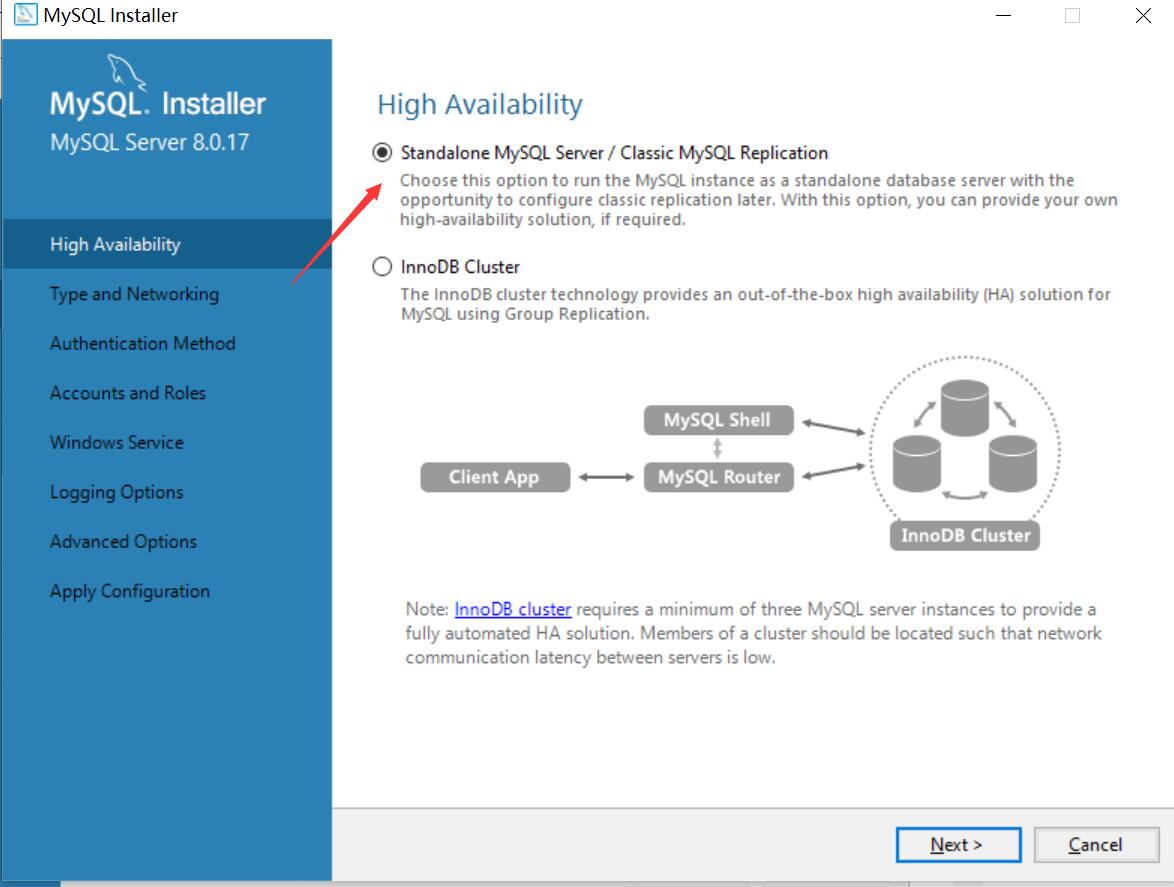 MySQL Installer
MySQL. Installer
MySQL Server 8.0.17
High Availability
Type and Networking
Authentication Method
Accounts and Roles
Windows Service
Logging Options
Advanced Options
Apply Configuration
High Availability
Standalone MySQL Server / Classic MySQL Replication
Choose this option to run the MySQL instance as a standalone database server with the
opportunity to configure classic replication later. With this option, you can provide your own
high-availability solution, if required.
InnoDB Cluster
The InnoDB cluster technology provides an out-of-the-box high availability (HA) solution for
MySQL using Group Replication.
MySQL Shell
Client App
MySQL Router
InnoDB Cluster
Note: InnoDB cluster requires a minimum of three MySQL server instances to provide a
fully automated HA solution. Members of a cluster should be located such that network
communication latency between servers is low.
Next >
Cancel